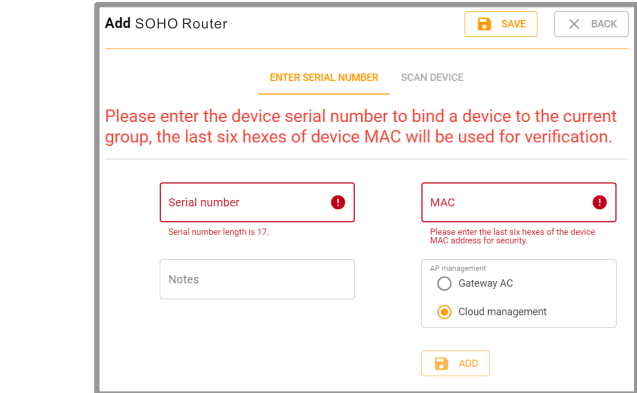 Add SOHO Router
SAVE
BACK
ENTER SERIAL NUMBER
SCAN DEVICE
Please enter the device serial number to bind a device to the current
group, the last six hexes of device MAC will be used for verification.
Serial number
Serial number length is 17.
MAC
Please enter the last six hexes of the device
MAC address for security.
Notes
AP management
Gateway AC
Cloud management
ADD